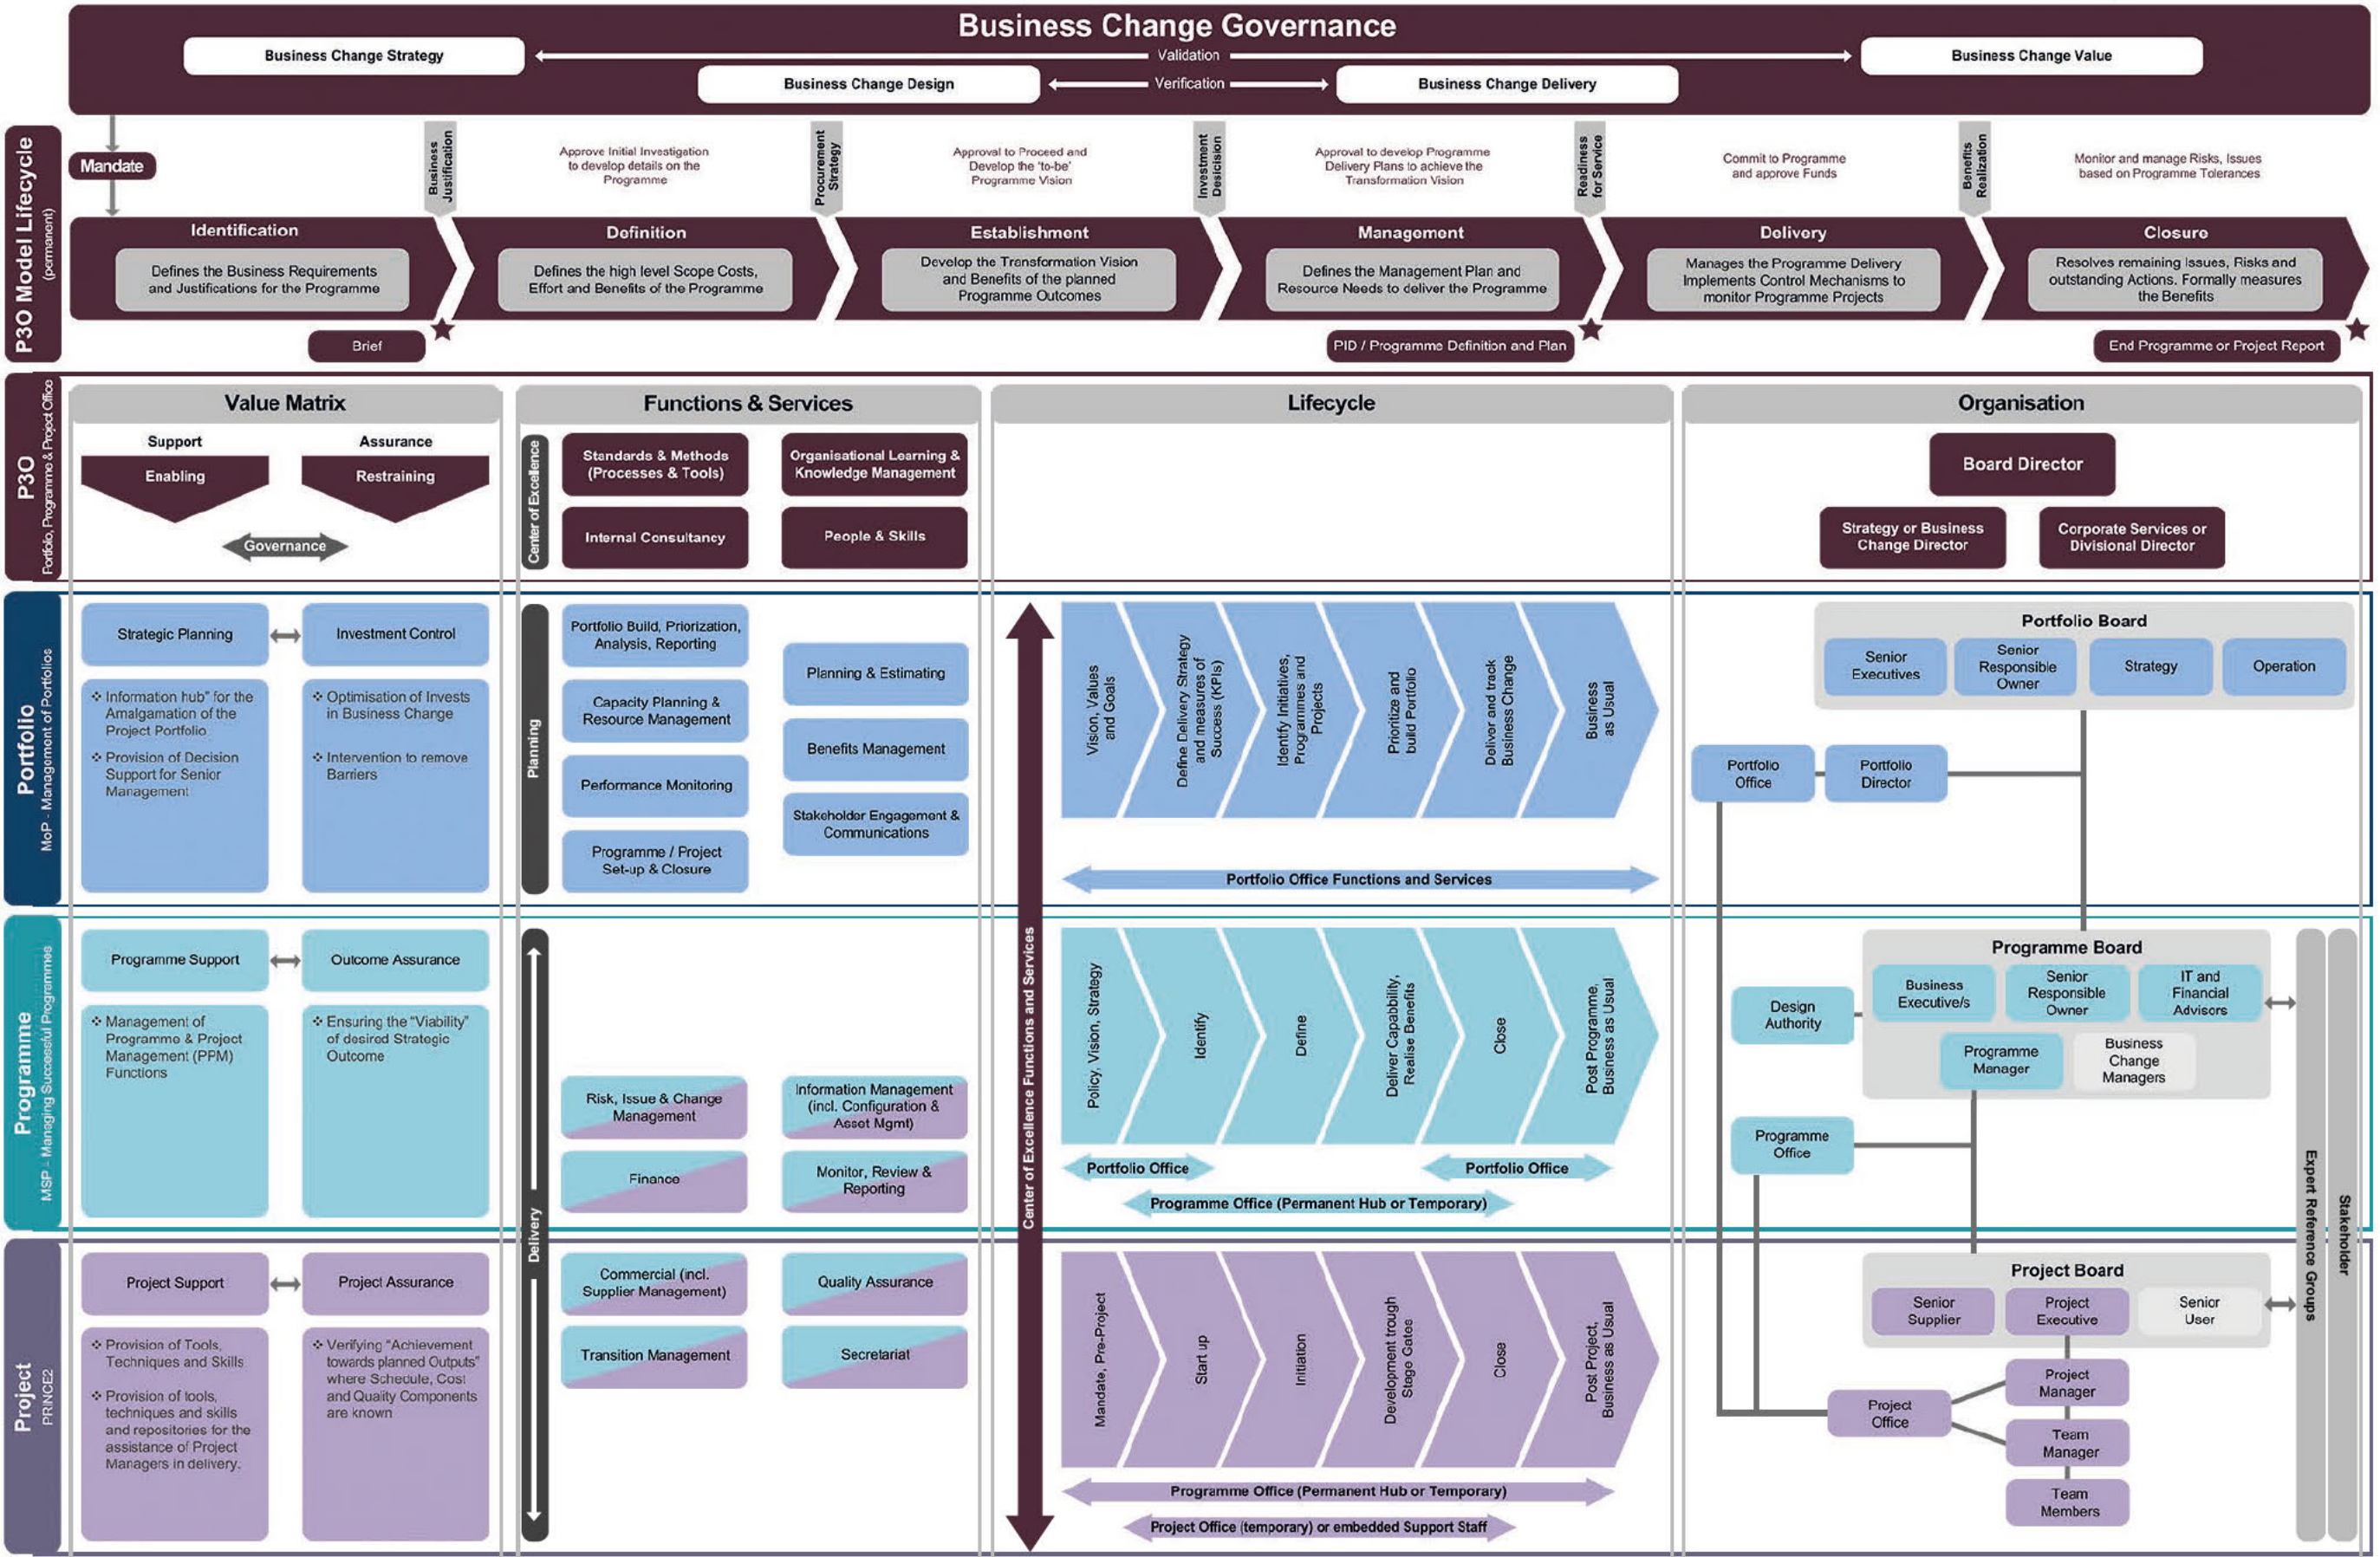 Business Change Governance
Business Change Strategy
Validation
Business Change Value
Business Change Design
Verification
Business Change Delivery
P3O Model Lifecycle
(permanent)
Mandate
Business
Justification
Approve Initial Investigation
to develop details on the
Programme
Procurement
Strategy
Approval to Proceed and
Develop the 'to-be'
Programme Vision
Investment
Desicision
Approval to develop Programme
Delivery Plans to achieve the
Transformation Vision
Readiness
for Service
Commit to Programme
and approve Funds
Benefits
Realization
Monitor and manage Risks, Issues
based on Programme Tolerances
Identification
Defines the Business Requirements
and Justifications for the Programme
Definition
Defines the high level Scope Costs,
Effort and Benefits of the Programme
Establishment
Develop the Transformation Vision
and Benefits of the planned
Programme Outcomes
Management
Defines the Management Plan and
Resource Needs to deliver the Programme
Delivery
Manages the Programme Delivery
Implements Control Mechanisms to
monitor Programme Projects
Closure
Resolves remaining Issues, Risks and
outstanding Actions. Formally measures
the Benefits
Brief
PID / Programme Definition and Plan
End Programme or Project Report
P3O
Portfolio, Programme & Project Office
Value Matrix
Support
Enabling
Assurance
Restraining
Governance
Functions & Services
Center of Excellence
Standards & Methods
(Processes & Tools)
Organisational Learning &
Knowledge Management
Internal Consultancy
People & Skills
Lifecycle
Organisation
Board Director
Strategy or Business
Change Director
Corporate Services or
Divisional Director
Portfolio
MoP - Management of Portfolios
Strategic Planning
Investment Control
❖ Information hub" for the
Amalgamation of the
Project Portfolio
❖ Provision of Decision
Support for Senior
Management
❖ Optimisation of Invests
in Business Change
❖ Intervention to remove
Barriers
Planning
Portfolio Build, Priorization,
Analysis, Reporting
Capacity Planning &
Resource Management
Performance Monitoring
Programme / Project
Set-up & Closure
Planning & Estimating
Benefits Management
Stakeholder Engagement &
Communications
Center of Excellence Functions and Services
Vision, Values
and Goals
Define Delivery Strategy
and measures of
Success (KPIs)
Identify Initiatives,
Programmes and
Projects
Prioritize and
build Portfolio
Deliver and track
Business Change
Business
as Usual
Portfolio Office Functions and Services
Portfolio Board
Senior
Executives
Senior
Responsible
Owner
Strategy
Operation
Portfolio
Office
Portfolio
Director
Programme
MSP - Managing Successful Programmes
Programme Support
Outcome Assurance
❖ Management of
Programme & Project
Management (PPM)
Functions
❖ Ensuring the "Viability"
of desired Strategic
Outcome
Delivery
Risk, Issue & Change
Management
Information Management
(incl. Configuration &
Asset Mgmt)
Finance
Monitor, Review &
Reporting
Policy, Vision, Strategy
Identify
Define
Deliver Capability,
Realise Benefits
Close
Post Programme,
Business as Usual
Portfolio Office
Portfolio Office
Programme Office (Permanent Hub or Temporary)
Programme Board
Business
Executive/s
Senior
Responsible
Owner
IT and
Financial
Advisors
Design
Authority
Programme
Manager
Business
Change
Managers
Programme
Office
Expert Reference Groups
Stakeholder
Project
PRINCE2
Project Support
Project Assurance
❖ Provision of Tools,
Techniques and Skills
❖ Provision of tools,
techniques and skills
and repositories for the
assistance of Project
Managers in delivery.
❖ Verifying "Achievement
towards planned Outputs"
where Schedule, Cost
and Quality Components
are known
Commercial (incl.
Supplier Management)
Quality Assurance
Transition Management
Secretariat
Mandate, Pre-Project
Start up
Initiation
Development trough
Stage Gates
Close
Post Project,
Business as Usual
Programme Office (Permanent Hub or Temporary)
Project Office (temporary) or embedded Support Staff
Project Board
Senior
Supplier
Project
Executive
Senior
User
Project
Manager
Project
Office
Team
Manager
Team
Members